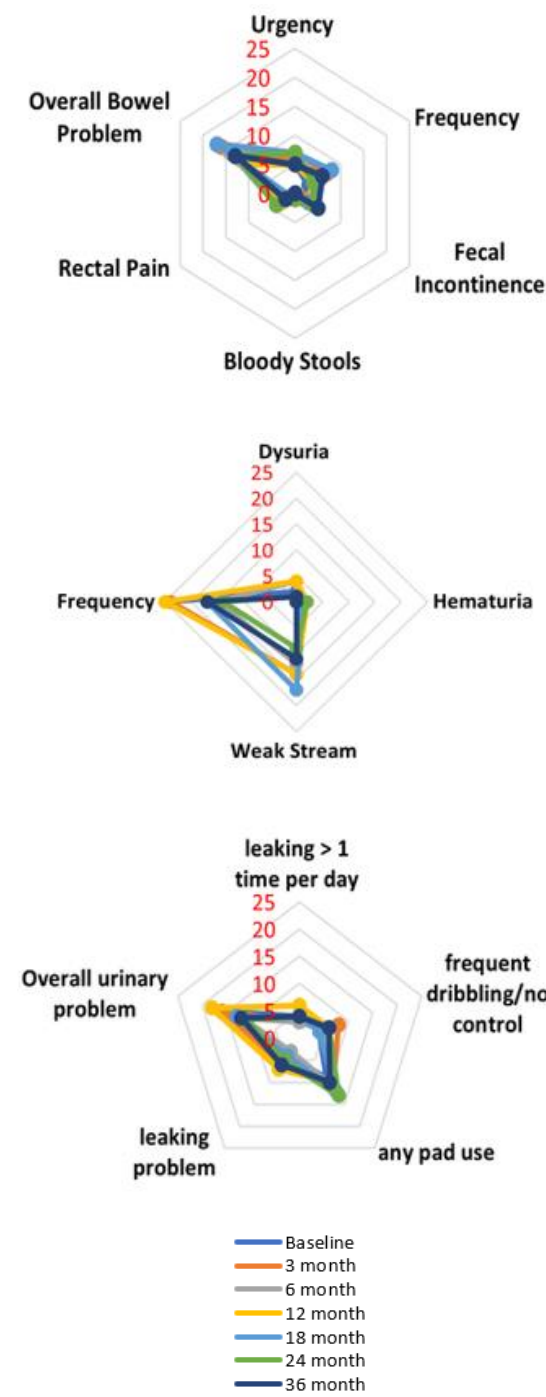 Urgency
25
20
15
10
5
0
Overall Bowel
Problem
Frequency
Rectal Pain
Fecal
Incontinence
Bloody Stools
Dysuria
25
20
15
10
5
0
Frequency
Hematuria
Weak Stream
leaking > 1
time per day
25
20
15
10
5
0
Overall urinary
problem
frequent
dribbling/no
control
leaking
problem
any pad use
Baseline
3 month
6 month
12 month
18 month
24 month
36 month